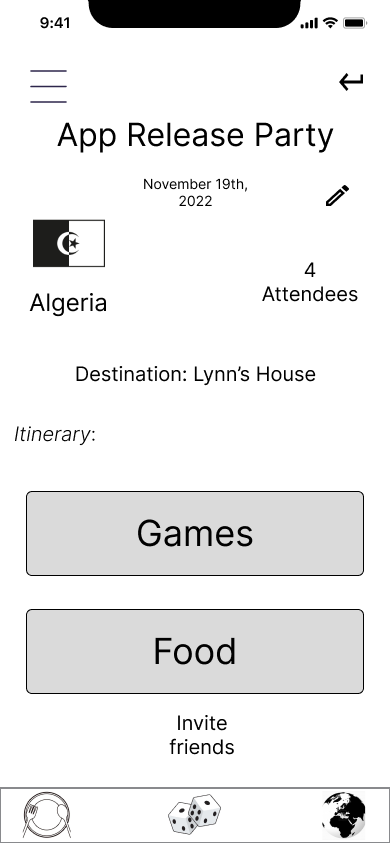 9:41
App Release Party
November 19th,
2022
Algeria
4
Attendees
Destination: Lynn’s House
Itinerary:
Games
Food
Invite
friends